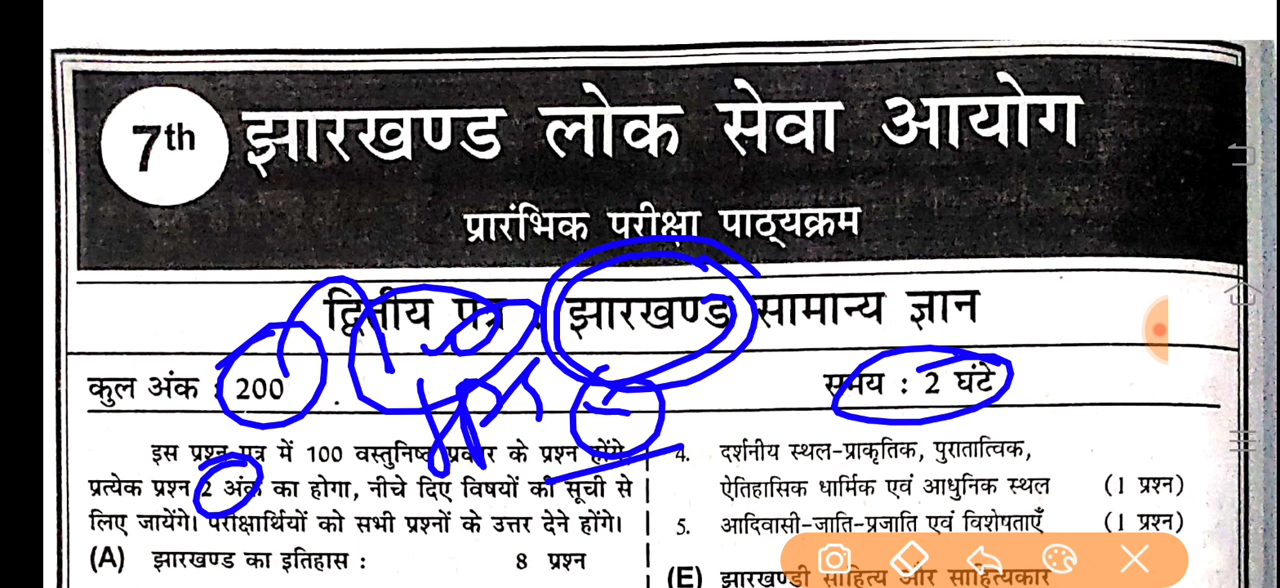 7th झारखण्ड लोक सेवा आयोग
प्रारंभिक परीक्षा पाठ्यक्रम
द्वितीय पत्र : झारखण्ड सामान्य ज्ञान
कुल अंक : 200
समय : 2 घंटे
इस प्रश्न पत्र में 100 वस्तुनिष्ठ प्रकार के प्रश्न होंगे,
प्रत्येक प्रश्न 2 अंक का होगा, नीचे दिए विषयों की सूची से
लिए जायेंगे। परीक्षार्थियों को सभी प्रश्नों के उत्तर देने होंगे।
(A) झारखण्ड का इतिहास : 8 प्रश्न
4. दर्शनीय स्थल-प्राकृतिक, पुरातात्विक,
ऐतिहासिक धार्मिक एवं आधुनिक स्थल (1 प्रश्न)
5. आदिवासी-जाति-प्रजाति एवं विशेषताएँ (1 प्रश्न)
(E) झारखण्डी साहित्य और साहित्यकार